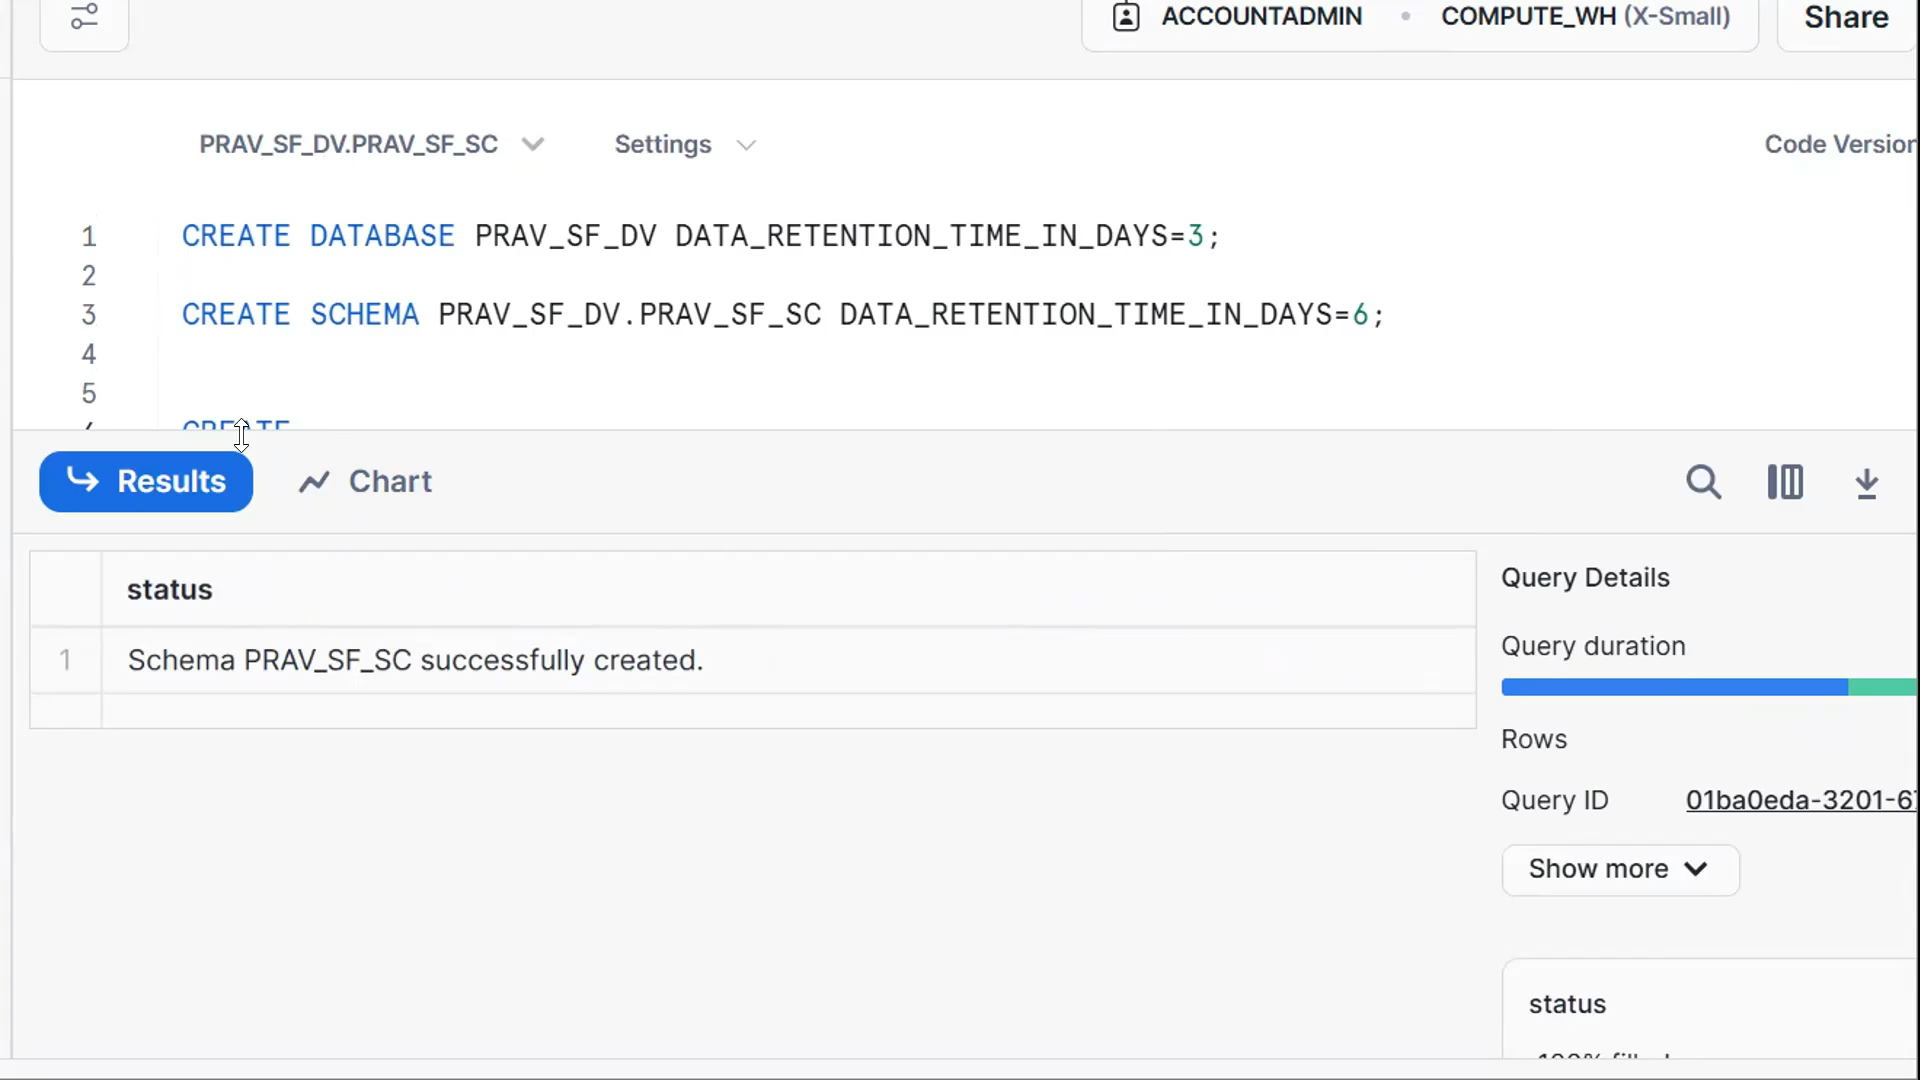 ACCOUNTADMIN • COMPUTE_WH (X-Small)
Share
PRAV_SF_DV.PRAV_SF_SC
Settings
Code Version
1 CREATE DATABASE PRAV_SF_DV DATA_RETENTION_TIME_IN_DAYS=3;
2
3 CREATE SCHEMA PRAV_SF_DV.PRAV_SF_SC DATA_RETENTION_TIME_IN_DAYS=6;
4
5
CREATE
Results
Chart
status
1 Schema PRAV_SF_SC successfully created.
Query Details
Query duration
Rows
Query ID 01ba0eda-3201-6
Show more
status